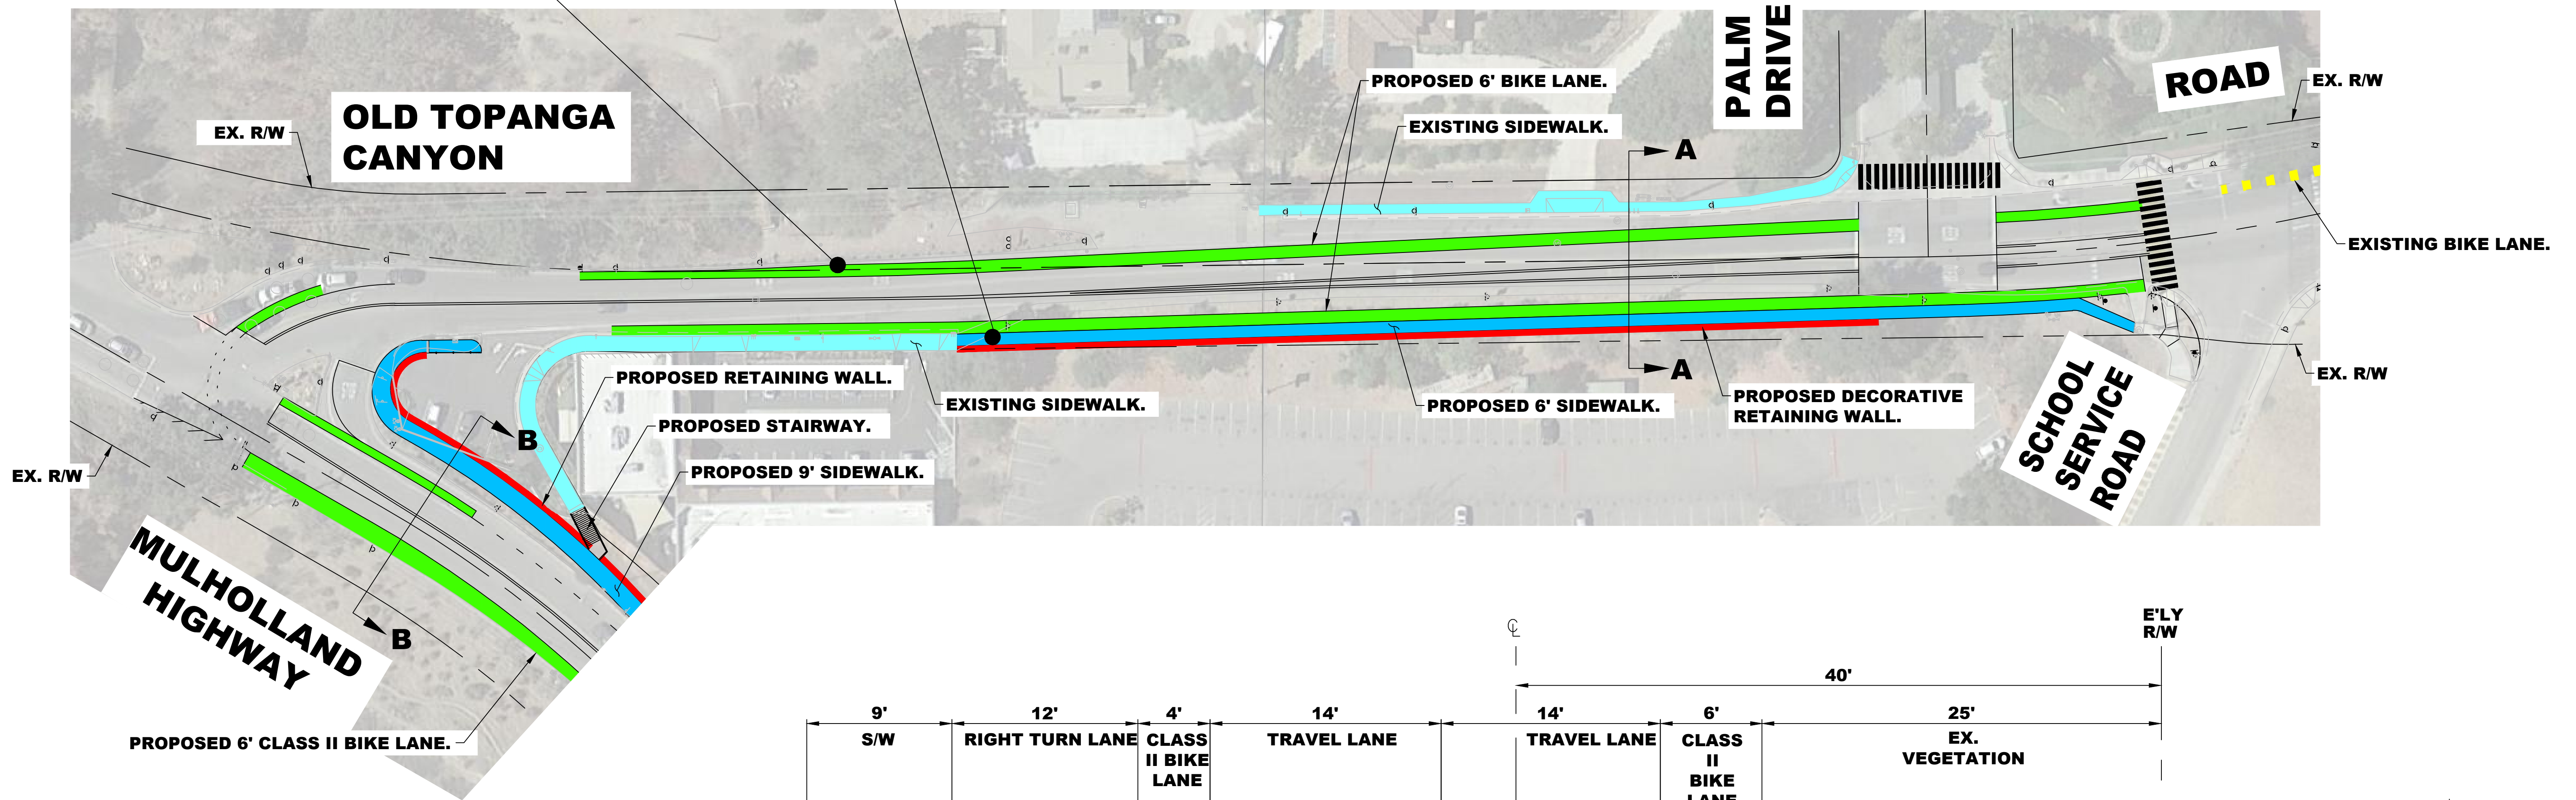 PALM
DRIVE
ROAD
EX. R/W
PROPOSED 6' BIKE LANE.
OLD TOPANGA
CANYON
EX. R/W
EXISTING SIDEWALK.
A
EXISTING BIKE LANE.
A
EX. R/W
PROPOSED RETAINING WALL.
EXISTING SIDEWALK.
PROPOSED 6' SIDEWALK.
PROPOSED DECORATIVE
RETAINING WALL.
PROPOSED STAIRWAY.
B
PROPOSED 9' SIDEWALK.
EX. R/W
SCHOOL
SERVICE
ROAD
MULHOLLAND
HIGHWAY
B
PROPOSED 6' CLASS II BIKE LANE.
E'LY
R/W
40'
9'
12'
4'
14'
14'
6'
25'
S/W
RIGHT TURN LANE
CLASS
II BIKE
LANE
TRAVEL LANE
TRAVEL LANE
CLASS
II
BIKE
LANE
EX.
VEGETATION